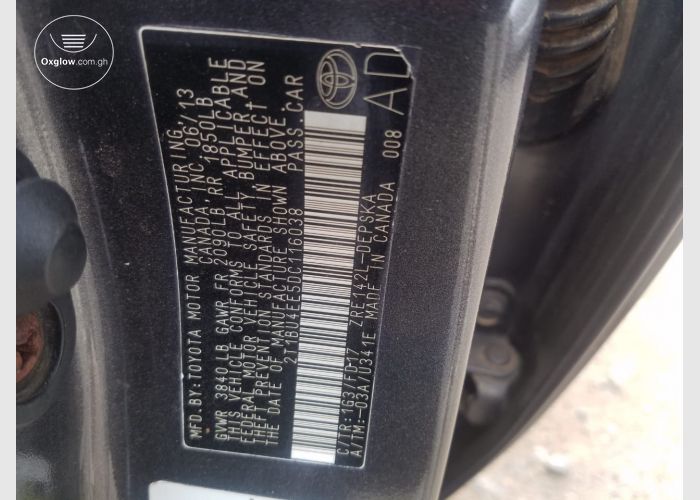 Oxglow.com.gh
MFD BY: TOYOTA MOTOR MANUFACTURING
CANADA, INC 06/13
GVWR 3840 LB GAWR FR 2090LB, RR 1850LB
THIS VEHICLE CONFORMS TO ALL APPLICABLE
FEDERAL MOTOR VEHICLE SAFETY, BUMPER, AND
THEFT PREVENTION STANDARDS IN EFFECT ON
THE DATE OF MANUFACTURE SHOWN ABOVE.
2T1BU4EE5DC116038 PASS. CAR
C/TR: 1G3/FD17 ZRE142L-DEPSKA
A/TM: -03A/U341E MADE IN CANADA 008
AD